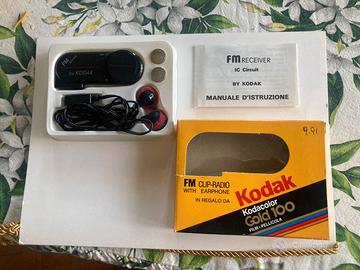 FM
by KODAK
FM RECEIVER
IC Circuit
BY KODAK
MANUALE D'ISTRUZIONE
9.91
FM CLIP-RADIO
WITH EARPHONE
IN REGALO DA
Kodak
Kodacolor
Gold 100
FILM - PELLICOLA